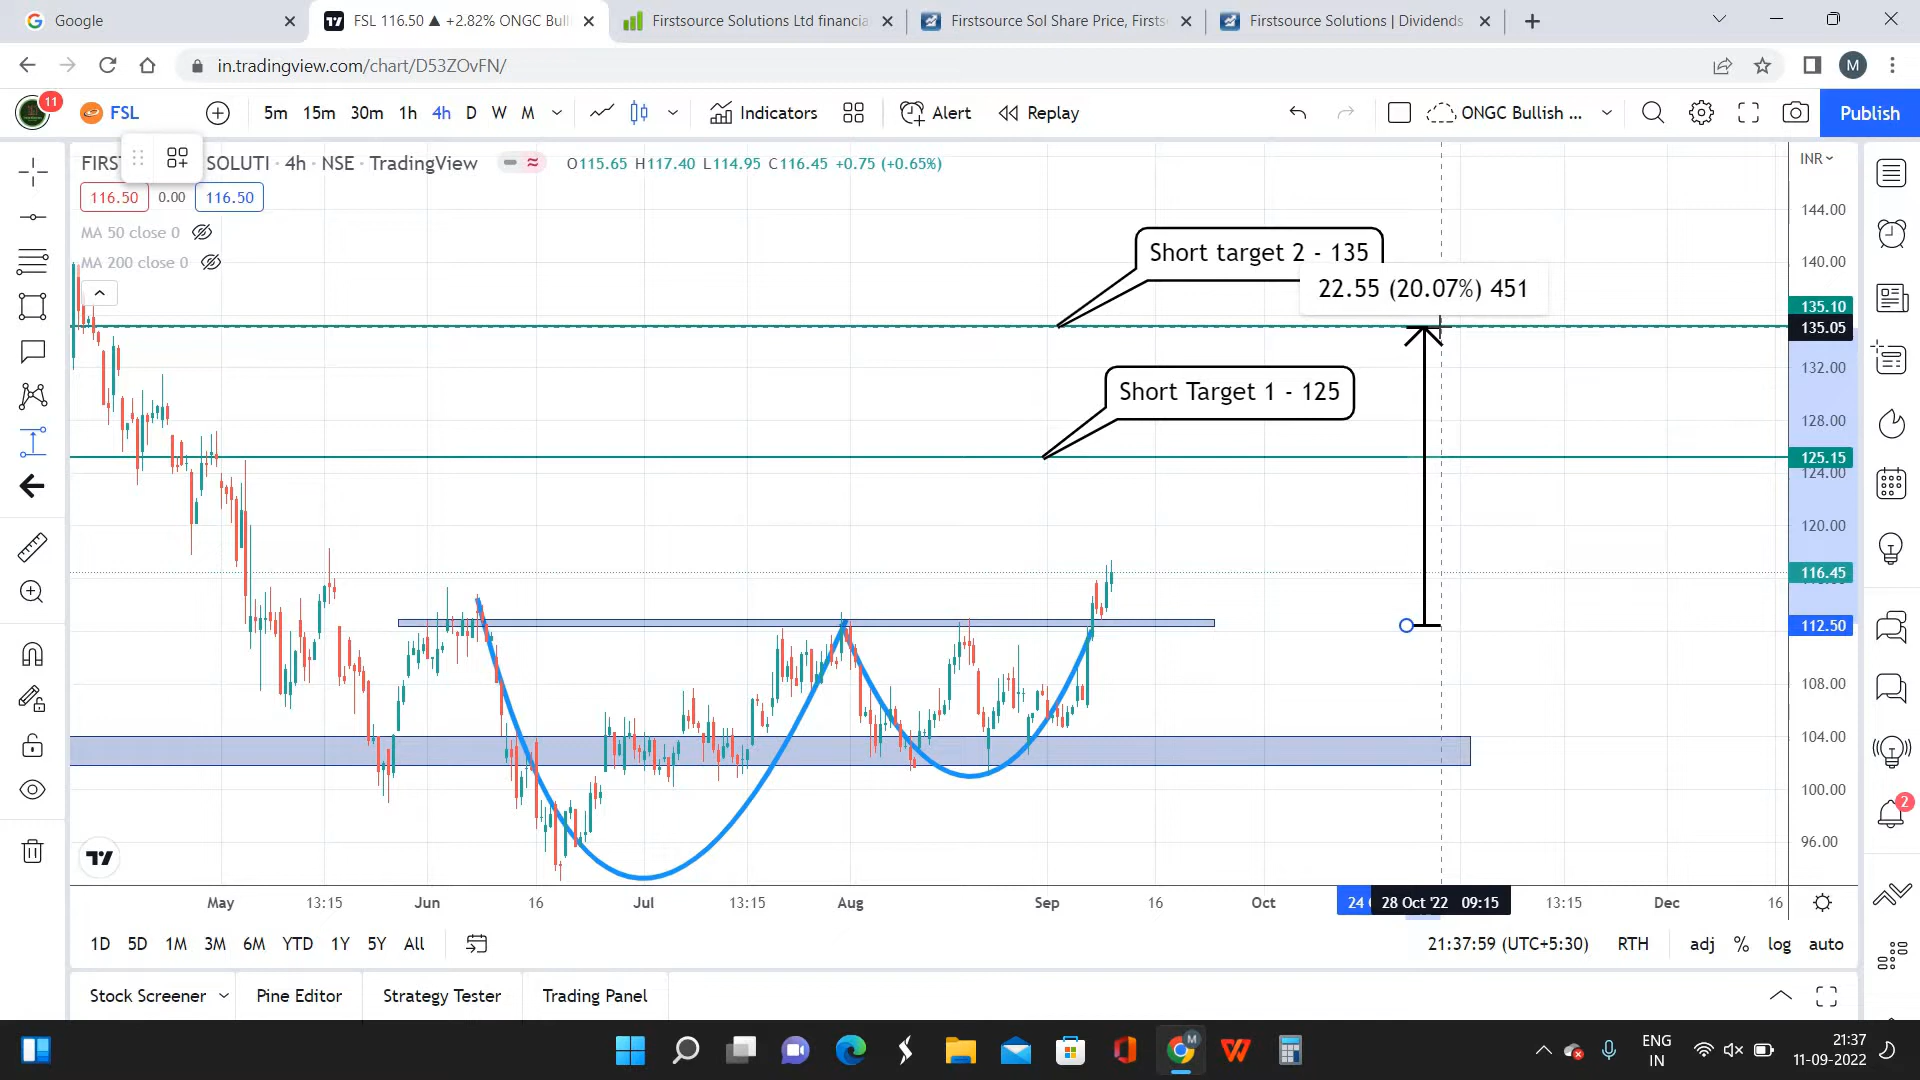 Google
FSL 116.50 ▲ +2.82% ONGC Bull
Firstsource Solutions Ltd financia
Firstsource Sol Share Price, Firsts
Firstsource Solutions | Dividends
in.tradingview.com/chart/D53ZOvFN/
M
11
FSL
5m 15m 30m 1h 4h D W M
Indicators
Alert
Replay
ONGC Bullish ...
Publish
FIRST SOLUTI · 4h · NSE · TradingView
O115.65 H117.40 L114.95 C116.45 +0.75 (+0.65%)
INR
116.50 0.00 116.50
MA 50 close 0
MA 200 close 0
Short target 2 - 135
22.55 (20.07%) 451
Short Target 1 - 125
144.00
140.00
135.10
135.05
132.00
128.00
125.15
124.00
120.00
116.45
112.50
108.00
104.00
100.00
96.00
May 13:15 Jun 16 Jul 13:15 Aug Sep 16 Oct 24 28 Oct '22 09:15 13:15 Dec 16
1D 5D 1M 3M 6M YTD 1Y 5Y All
21:37:59 (UTC+5:30) RTH adj % log auto
2
Stock Screener
Pine Editor
Strategy Tester
Trading Panel
ENG
IN
21:37
11-09-2022